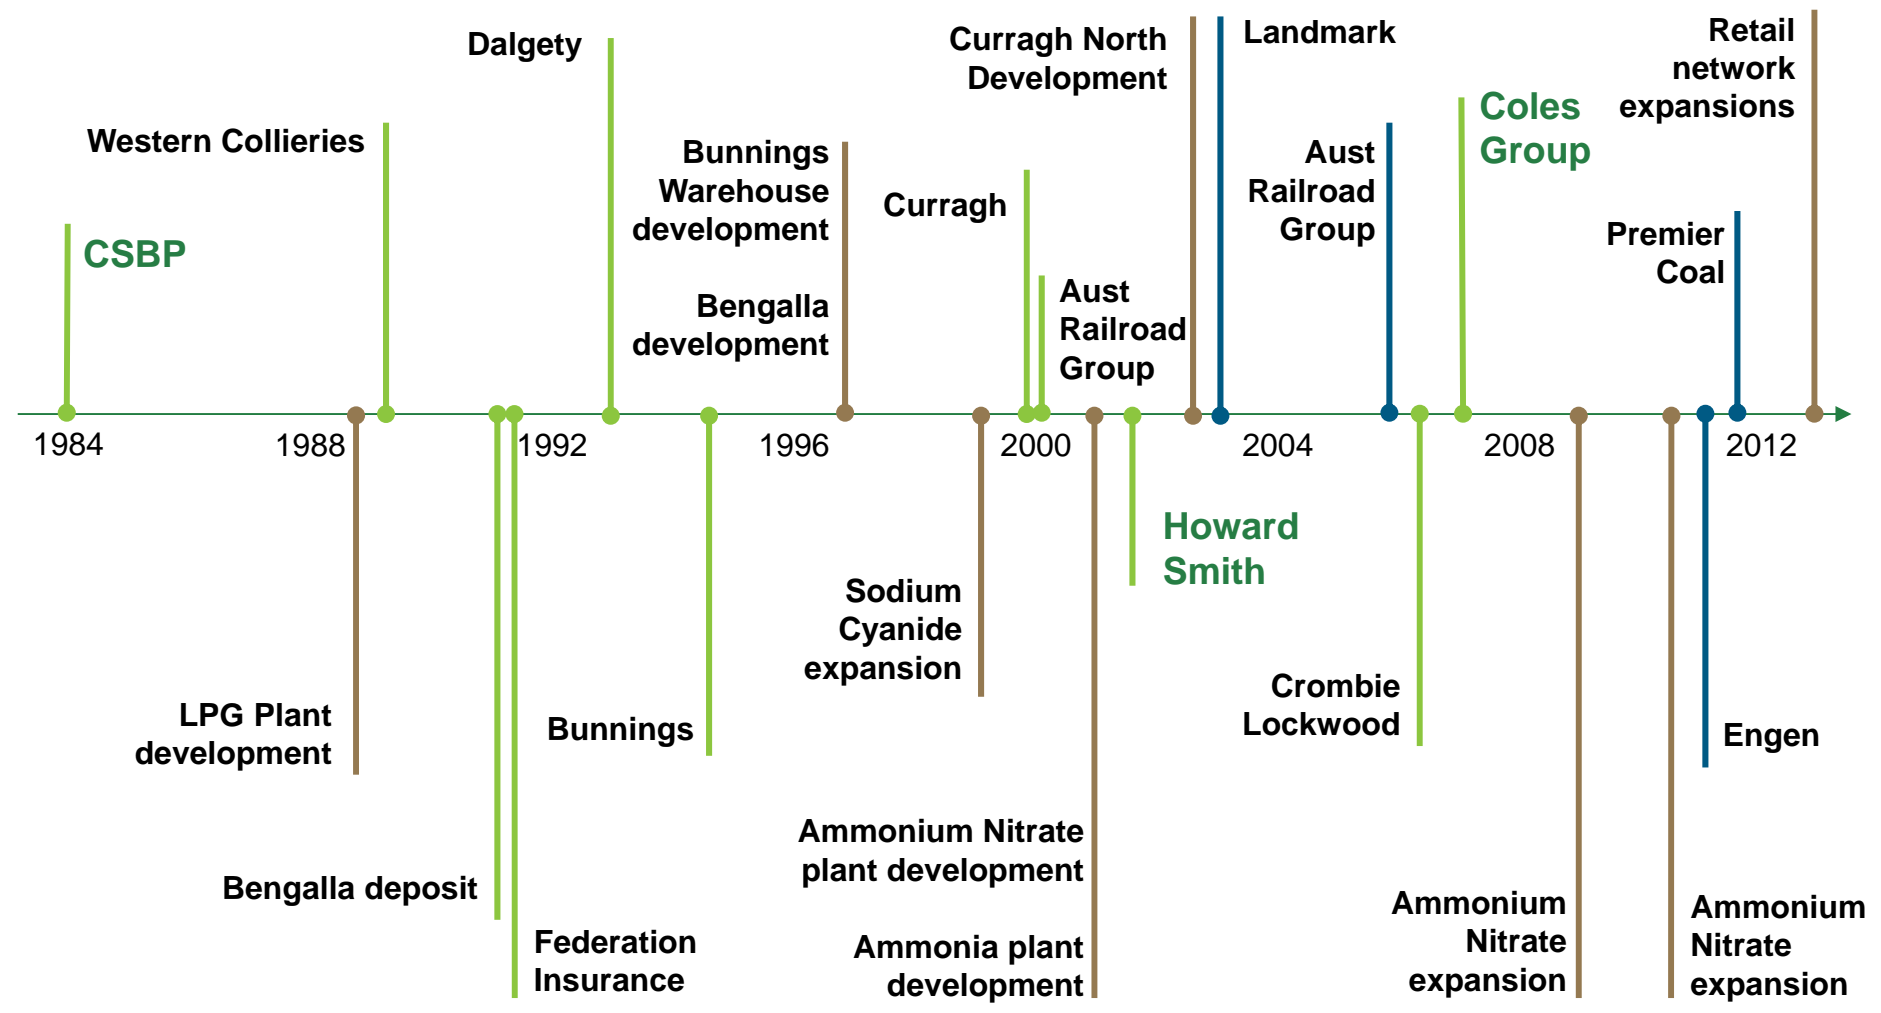 Dalgety
Curragh North
Development
Landmark
Retail
network
expansions
Western Collieries
Bunnings
Warehouse
development
Bengalla
development
Curragh
Aust
Railroad
Group
Aust
Railroad
Group
Coles
Group
Premier
Coal
CSBP
1984
1988
1992
1996
2000
2004
2008
2012
LPG Plant
development
Bengalla deposit
Federation
Insurance
Bunnings
Sodium
Cyanide
expansion
Ammonium Nitrate
plant development
Ammonia plant
development
Howard
Smith
Crombie
Lockwood
Ammonium
Nitrate
expansion
Engen
Ammonium
Nitrate
expansion